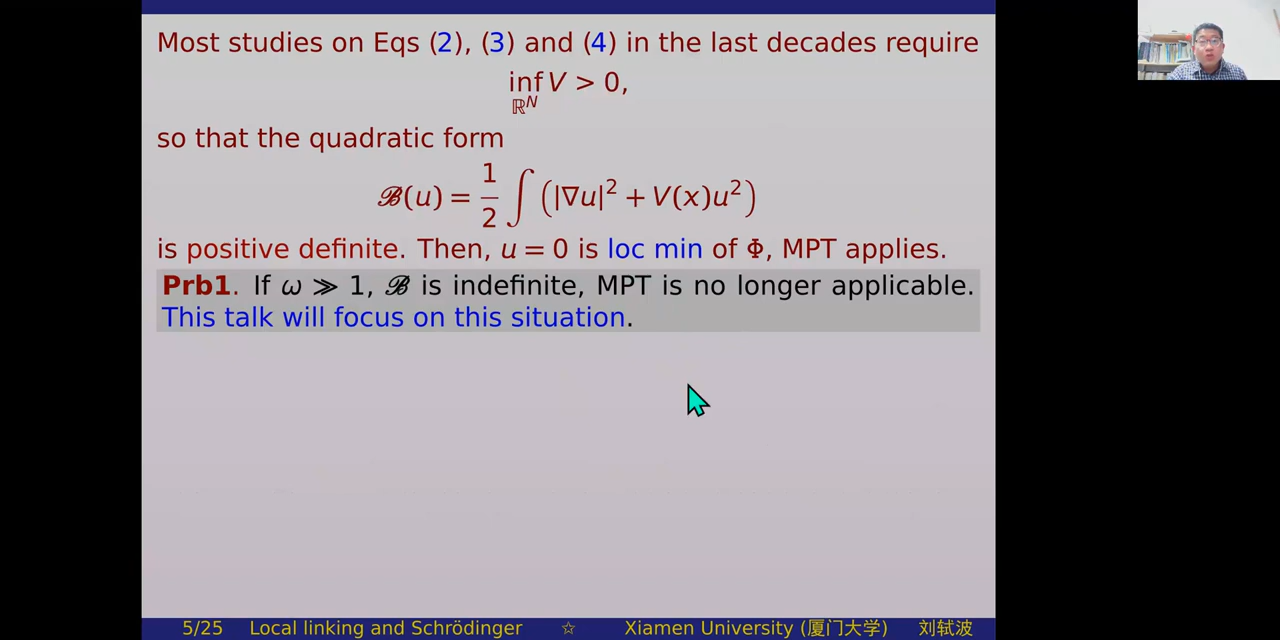 Most studies on Eqs (2), (3) and (4) in the last decades require
inf_{ℝ^N} V > 0,
so that the quadratic form
ℬ(u) = 1/2 ∫ (|∇u|² + V(x)u²)
is positive definite. Then, u = 0 is loc min of Φ, MPT applies.
Prb1. If ω ≫ 1, ℬ is indefinite, MPT is no longer applicable.
This talk will focus on this situation.
5/25 Local linking and Schrödinger ☆ Xiamen University (厦门大学) 刘轼波